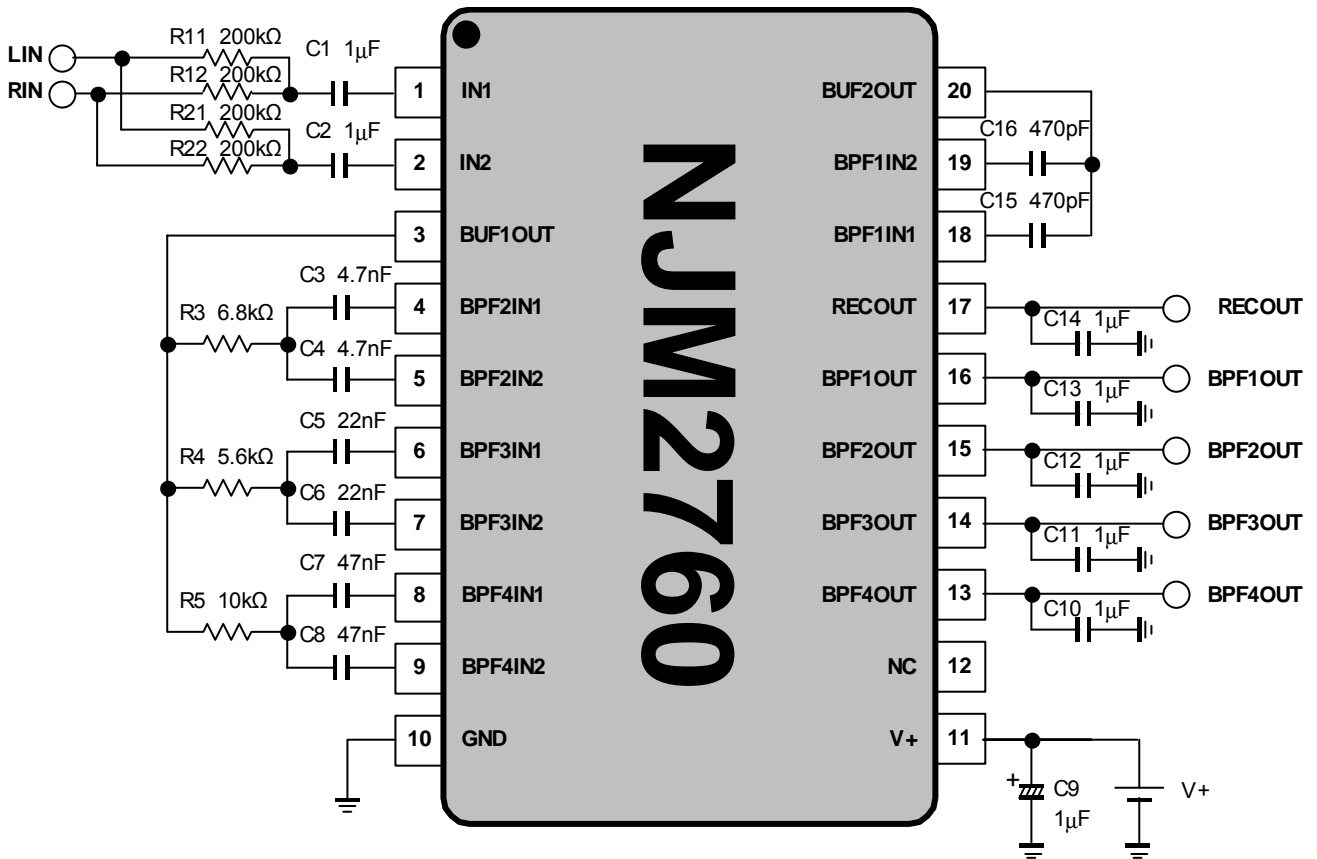 R11 200kΩ
C1 1µF
LIN
R12 200kΩ
RIN
1 IN1
BUF2OUT 20
R21 200kΩ
C2 1µF
C16 470pF
R22 200kΩ
2 IN2
BPF1IN2 19
C15 470pF
3 BUF1OUT
BPF1IN1 18
C3 4.7nF
R3 6.8kΩ
4 BPF2IN1
RECOUT 17
RECOUT
C14 1µF
C4 4.7nF
5 BPF2IN2
BPF1OUT 16
BPF1OUT
C13 1µF
C5 22nF
R4 5.6kΩ
6 BPF3IN1
BPF2OUT 15
BPF2OUT
C12 1µF
C6 22nF
7 BPF3IN2
BPF3OUT 14
BPF3OUT
C11 1µF
C7 47nF
R5 10kΩ
8 BPF4IN1
BPF4OUT 13
BPF4OUT
C10 1µF
C8 47nF
9 BPF4IN2
NC 12
10 GND
V+ 11
+
C9
1µF
V+
NJM2760